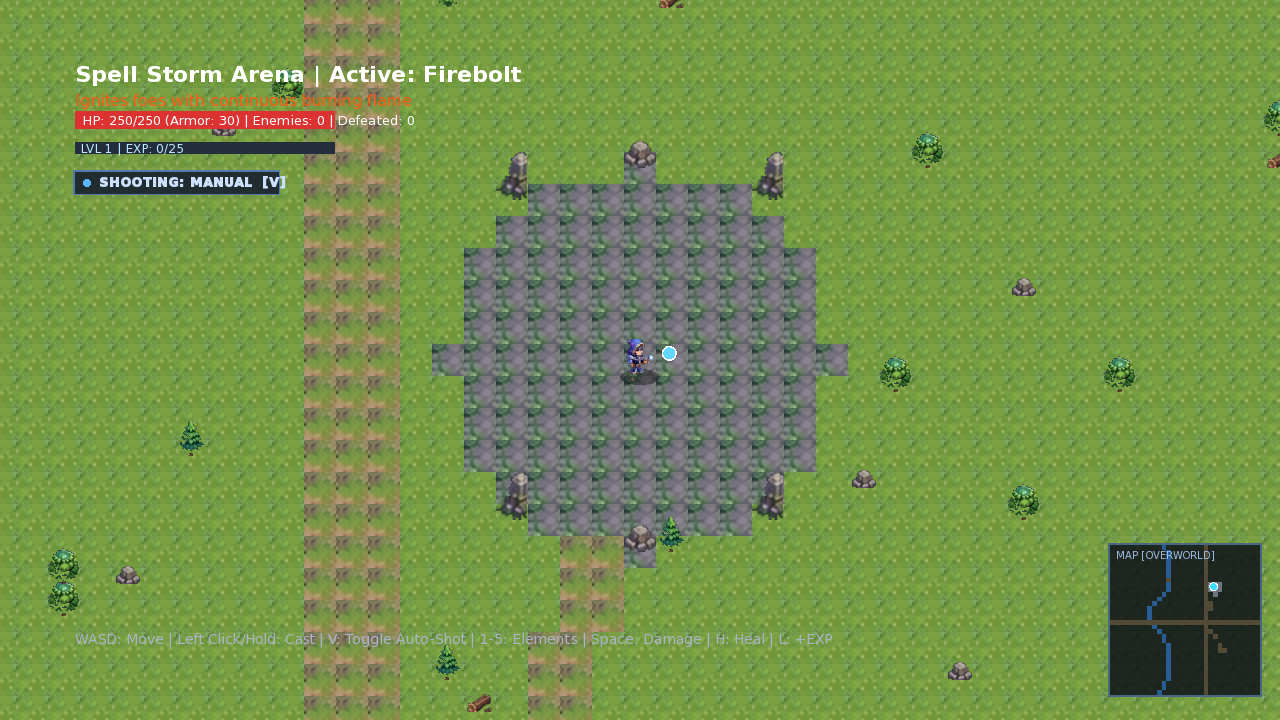 Spell Storm Arena | Active: Firebolt
Ignites foes with continuous burning flame
HP: 250/250 (Armor: 30) | Enemies: 0 | Defeated: 0
LVL 1 | EXP: 0/25
SHOOTING: MANUAL [V]
MAP [OVERWORLD]
WASD: Move | Left Click/Hold: Cast | V: Toggle Auto-Shot | 1-5: Elements | Space: Damage | H: Heal | L: +EXP